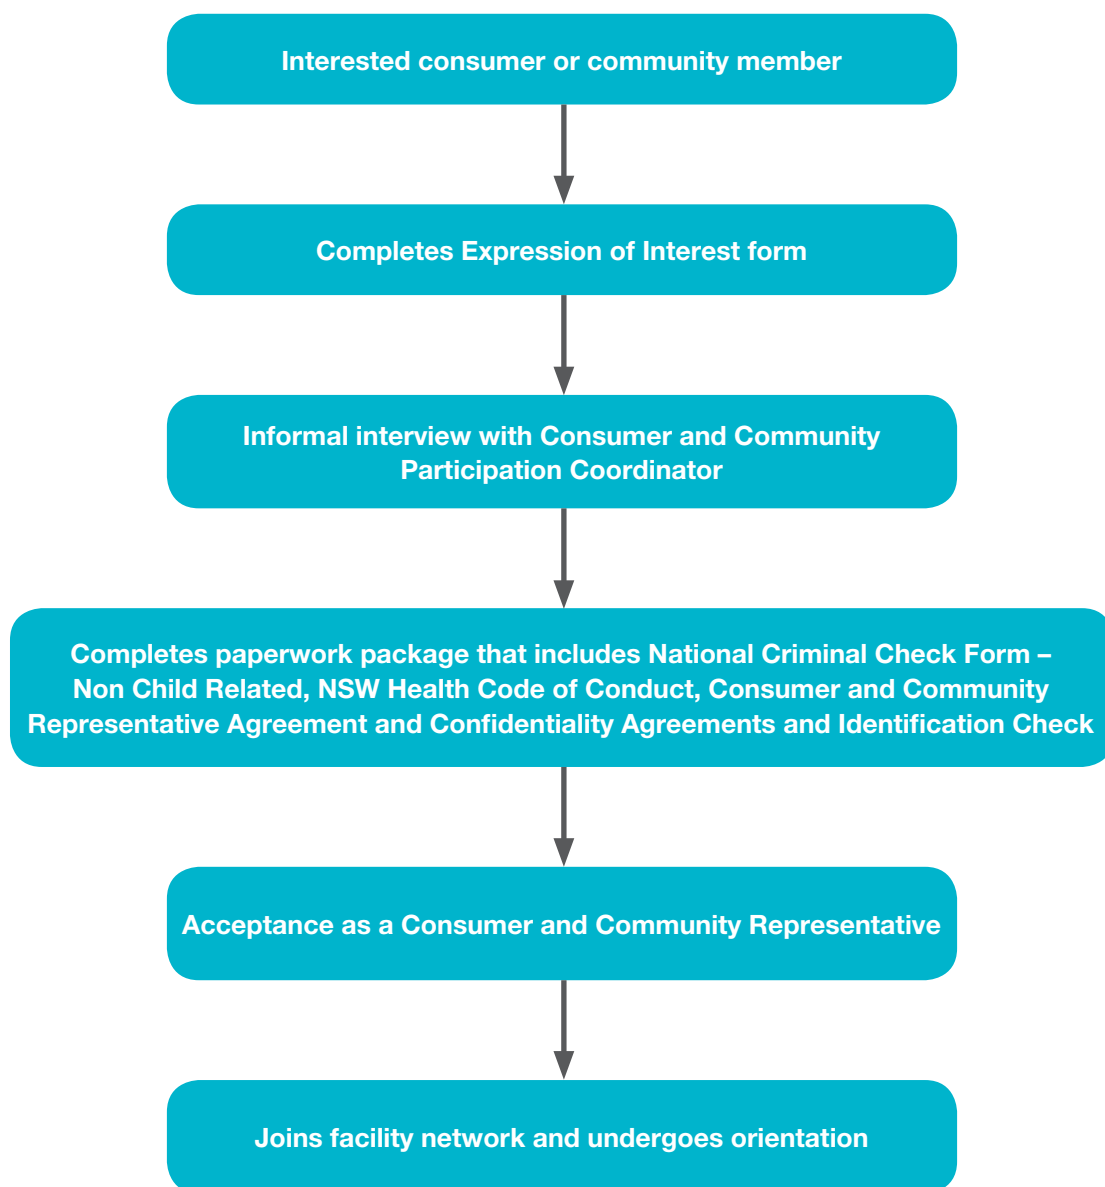 Interested consumer or community member
Completes Expression of Interest form
Informal interview with Consumer and Community
Participation Coordinator
Completes paperwork package that includes National Criminal Check Form –
Non Child Related, NSW Health Code of Conduct, Consumer and Community
Representative Agreement and Confidentiality Agreements and Identification Check
Acceptance as a Consumer and Community Representative
Joins facility network and undergoes orientation